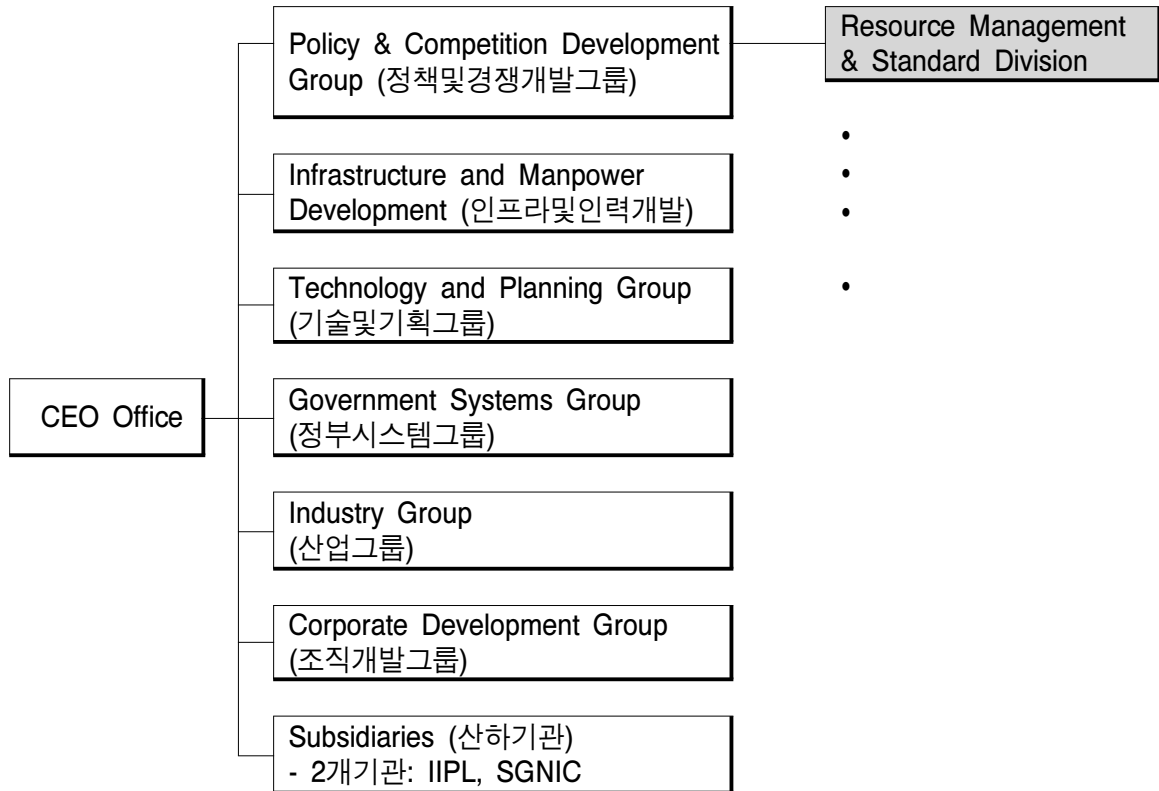 Policy & Competition Development
Group (정책및경쟁개발그룹)
Resource Management
& Standard Division
•
•
•
•
Infrastructure and Manpower
Development (인프라및인력개발)
Technology and Planning Group
(기술및기획그룹)
CEO Office
Government Systems Group
(정부시스템그룹)
Industry Group
(산업그룹)
Corporate Development Group
(조직개발그룹)
Subsidiaries (산하기관)
- 2개기관: IIPL, SGNIC